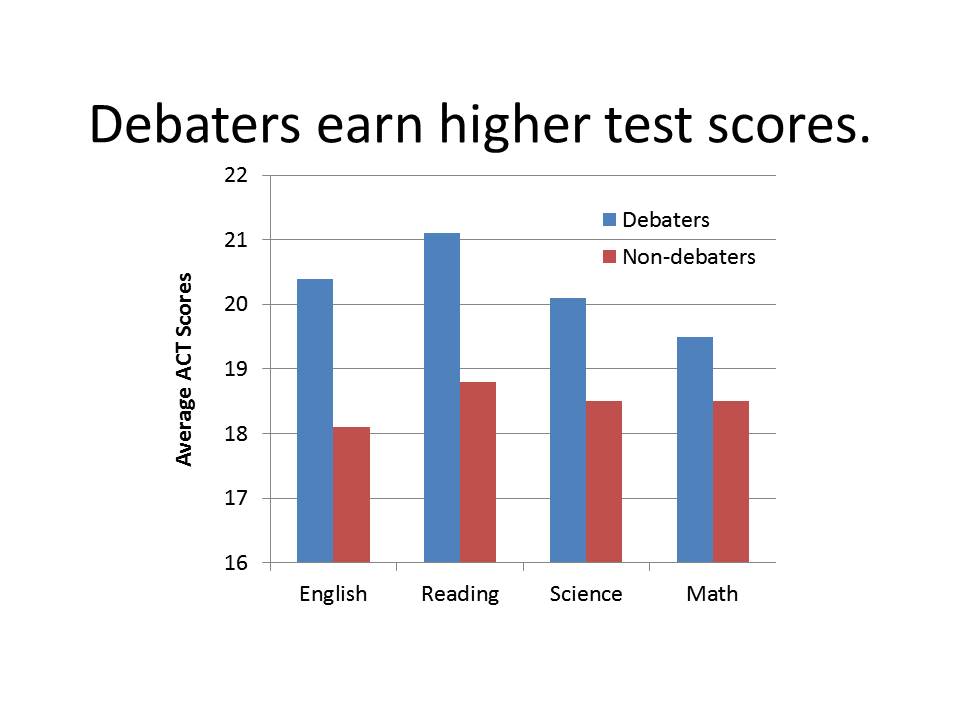 Debaters earn higher test scores.
22
Debaters
21
Non-debaters
20
19
18
17
16
Average ACT Scores
English Reading Science Math